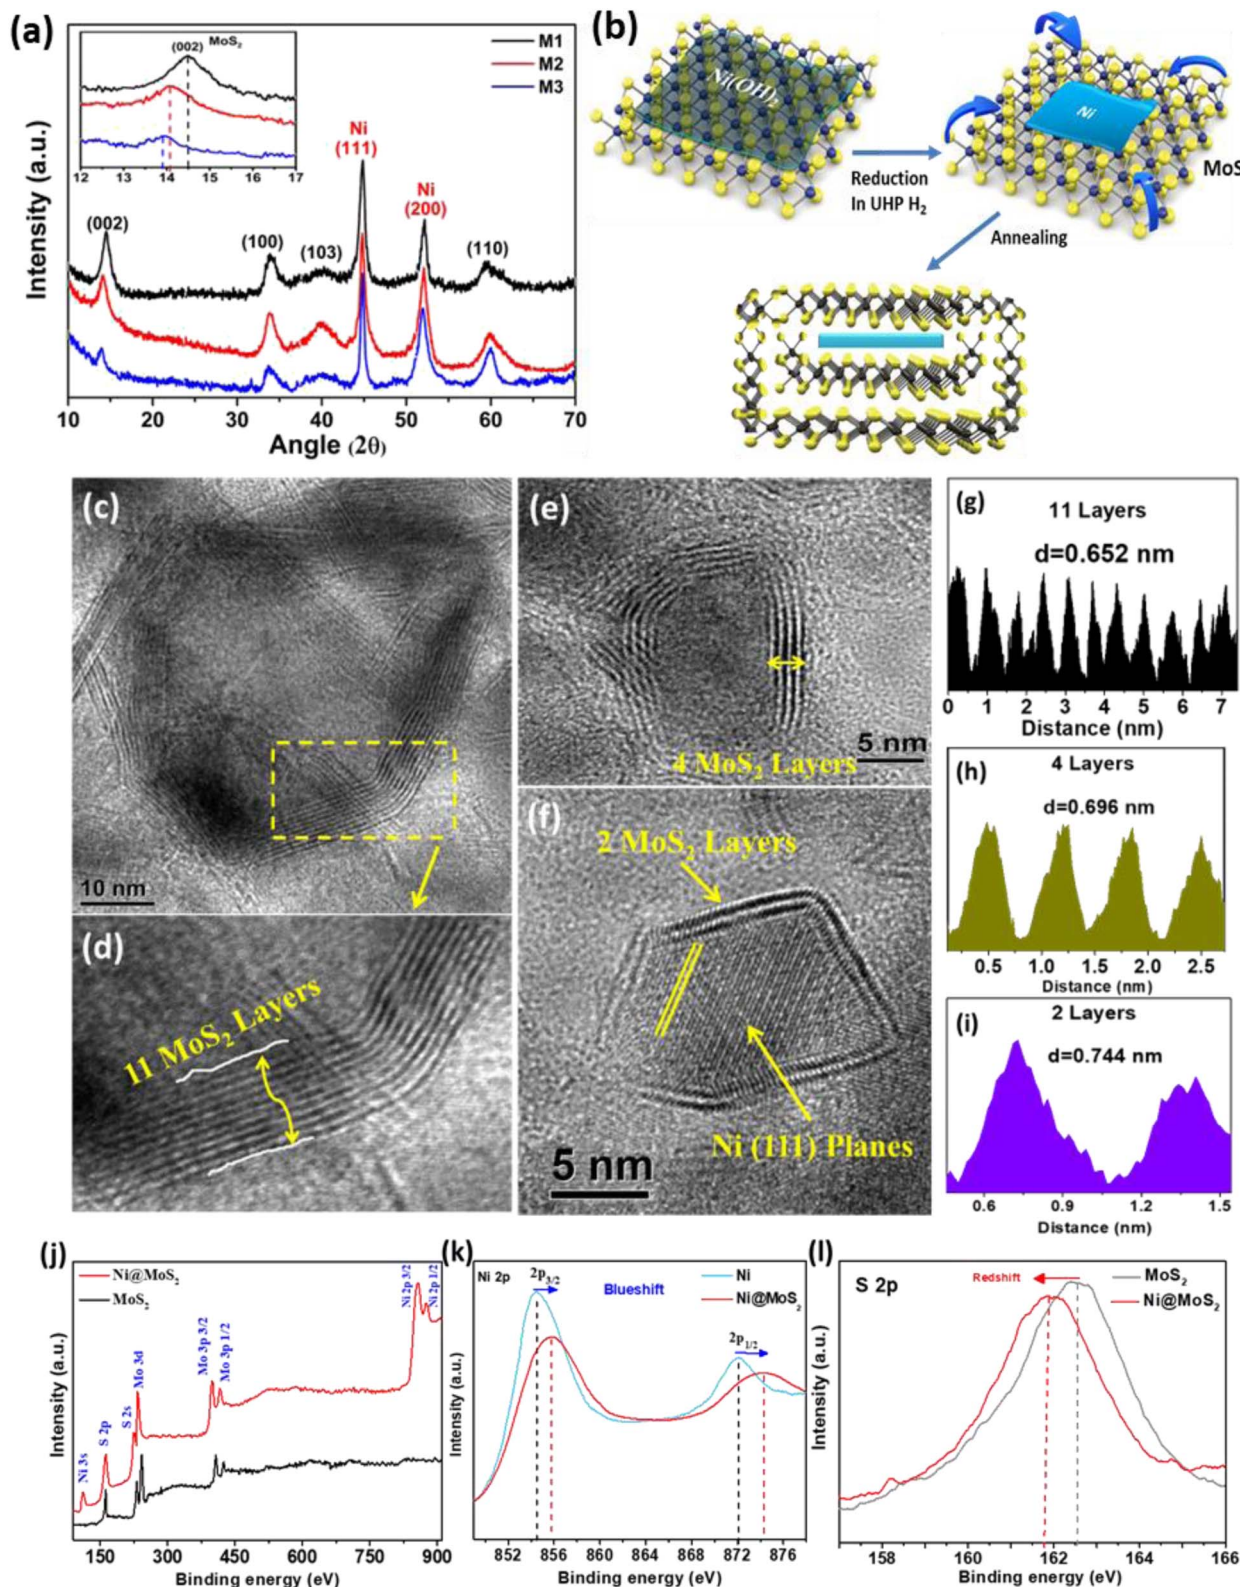 (a)
MoS2
(002)
12 13 14 15 16 17
M1
M2
M3
Ni
(111)
Ni
(200)
(002)
(100)
(103)
(110)
Intensity (a.u.)
10 20 30 40 50 60 70
Angle (2θ)
(b)
Ni(OH)2
Ni
MoS
Reduction
In UHP H2
Annealing
(c)
10 nm
(d)
11 MoS2 Layers
(e)
5 nm
4 MoS2 Layers
(f)
2 MoS2 Layers
Ni (111) Planes
5 nm
(g)
11 Layers
d=0.652 nm
0 1 2 3 4 5 6 7
Distance (nm)
(h)
4 Layers
d=0.696 nm
0.5 1.0 1.5 2.0 2.5
Distance (nm)
(i)
2 Layers
d=0.744 nm
0.6 0.9 1.2 1.5
Distance (nm)
(j)
Ni@MoS2
MoS2
Ni 3s
S 2p
S 2s
Mo 3d
Mo 3p 3/2
Mo 3p 1/2
Ni 2p 3/2
Ni 2p 1/2
Intensity (a.u.)
150 300 450 600 750 900
Binding energy (eV)
(k)
Ni 2p
2p3/2
Blueshift
Ni
Ni@MoS2
2p1/2
Intensity (a.u.)
852 856 860 864 868 872 876
Binding energy (eV)
(l)
S 2p
Redshift
MoS2
Ni@MoS2
Intensity (a.u.)
158 160 162 164 166
Binding energy (eV)